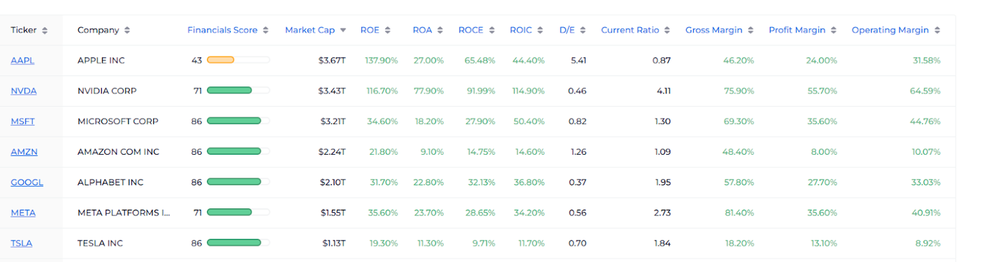 Ticker Company Financials Score Market Cap ROE ROA ROCE ROIC D/E Current Ratio Gross Margin Profit Margin Operating Margin
AAPL APPLE INC 43 $3.67T 137.90% 27.00% 65.48% 44.40% 5.41 0.87 46.20% 24.00% 31.58%
NVDA NVIDIA CORP 71 $3.43T 116.70% 77.90% 91.99% 114.90% 0.46 4.11 75.90% 55.70% 64.59%
MSFT MICROSOFT CORP 86 $3.21T 34.60% 18.20% 27.90% 50.40% 0.82 1.30 69.30% 35.60% 44.76%
AMZN AMAZON COM INC 86 $2.24T 21.80% 9.10% 14.75% 14.60% 1.26 1.09 48.40% 8.00% 10.07%
GOOGL ALPHABET INC 86 $2.10T 31.70% 22.80% 32.13% 36.80% 0.37 1.95 57.80% 27.70% 33.03%
META META PLATFORMS I... 71 $1.55T 35.60% 23.70% 28.65% 34.20% 0.56 2.73 81.40% 35.60% 40.91%
TSLA TESLA INC 86 $1.13T 19.30% 11.30% 9.71% 11.70% 0.70 1.84 18.20% 13.10% 8.92%